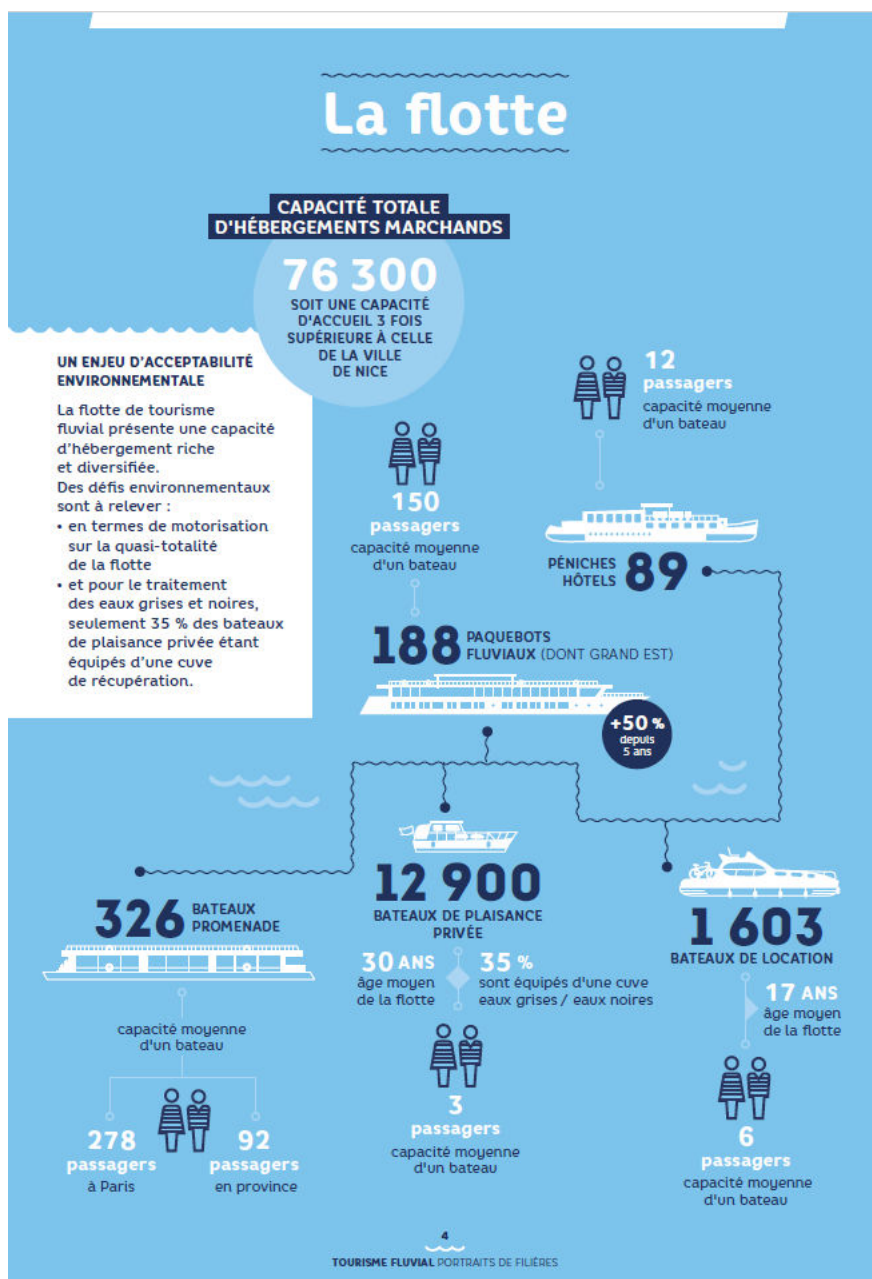 La flotte
CAPACITÉ TOTALE
D'HÉBERGEMENTS MARCHANDS
76 300
SOIT UNE CAPACITÉ
D'ACCUEIL 3 FOIS
SUPÉRIEURE À CELLE
DE LA VILLE
DE NICE
UN ENJEU D'ACCEPTABILITÉ
ENVIRONNEMENTALE
La flotte de tourisme
fluvial présente une capacité
d'hébergement riche
et diversifiée.
Des défis environnementaux
sont à relever :
• en termes de motorisation
sur la quasi-totalité
de la flotte
• et pour le traitement
des eaux grises et noires,
seulement 35 % des bateaux
de plaisance privée étant
équipés d'une cuve
de récupération.
12
passagers
capacité moyenne
d'un bateau
150
passagers
capacité moyenne
d'un bateau
PÉNICHES
HÔTELS
89
188
PAQUEBOTS
FLUVIAUX (DONT GRAND EST)
+50 %
depuis
5 ans
326
BATEAUX
PROMENADE
capacité moyenne
d'un bateau
278
passagers
à Paris
92
passagers
en province
12 900
BATEAUX DE PLAISANCE
PRIVÉE
30 ANS
âge moyen
de la flotte
35 %
sont équipés d'une cuve
eaux grises / eaux noires
3
passagers
capacité moyenne
d'un bateau
1 603
BATEAUX DE LOCATION
17 ANS
âge moyen
de la flotte
6
passagers
capacité moyenne
d'un bateau
4
TOURISME FLUVIAL PORTRAITS DE FILIÈRES